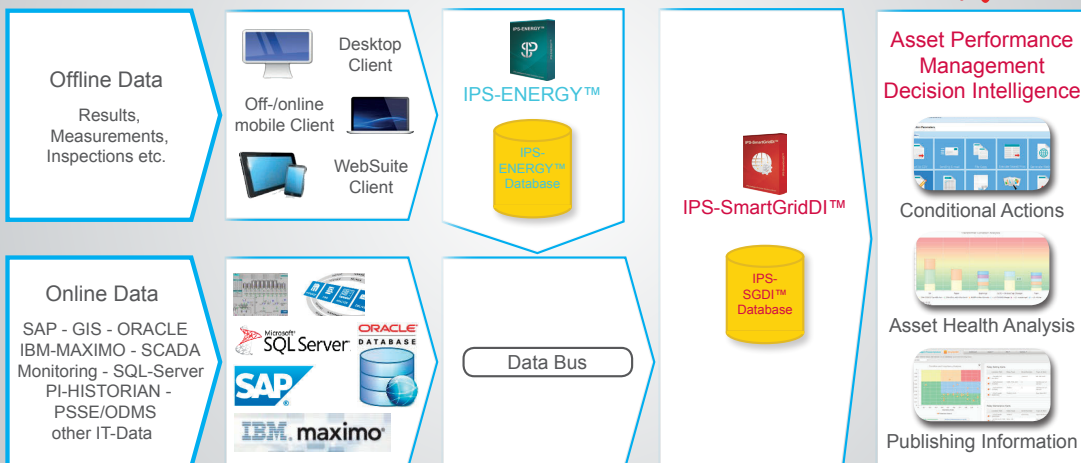 Offline Data
Results,
Measurements,
Inspections etc.
Desktop
Client
Off-/online
mobile Client
WebSuite
Client
IPS-ENERGY™
IPS-ENERGY™
IPS-
ENERGY™
Database
Online Data
SAP - GIS - ORACLE
IBM-MAXIMO - SCADA
Monitoring - SQL-Server
PI-HISTORIAN -
PSSE/ODMS
other IT-Data
Microsoft®
SQL Server®
ORACLE®
DATABASE
SAP®
IBM® maximo®
Data Bus
IPS-SmartGridDI™
IPS-
SGDI™
Database
Asset Performance
Management
Decision Intelligence
Conditional Actions
Asset Health Analysis
Publishing Information